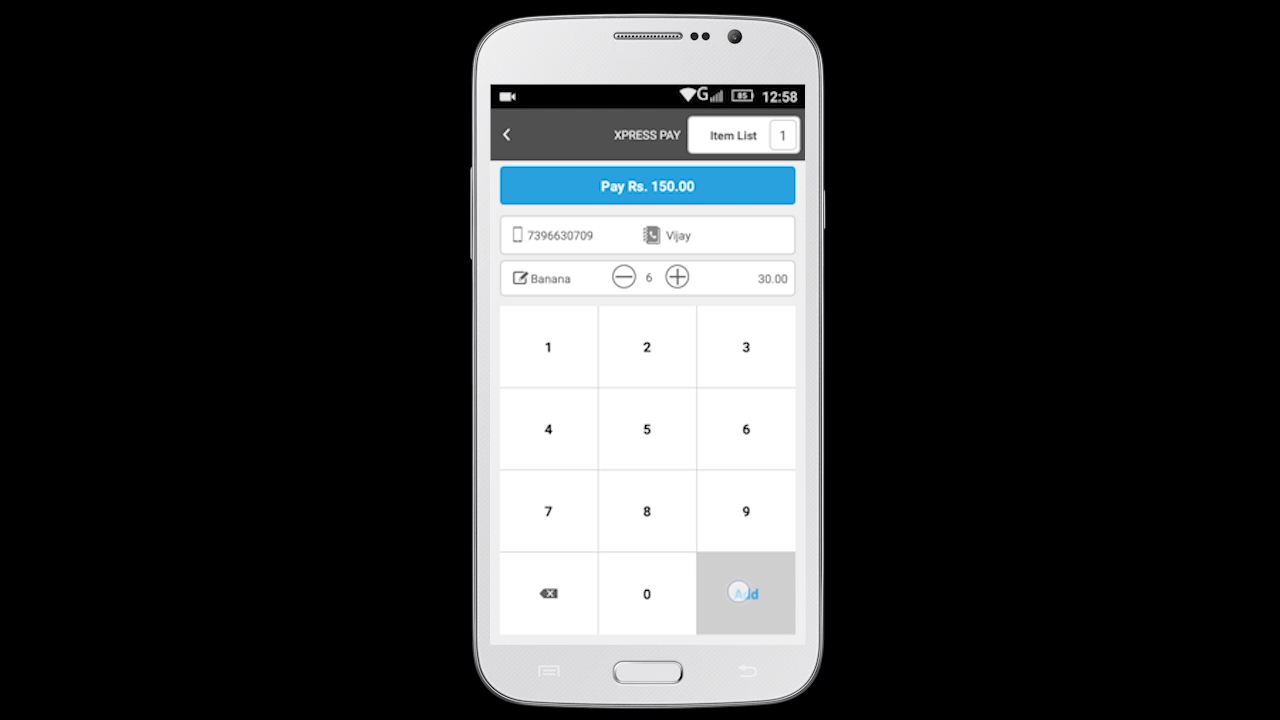 G 85 12:58
XPRESS PAY Item List 1
Pay Rs. 150.00
7396630709 Vijay
Banana 6 30.00
1 2 3
4 5 6
7 8 9
0 Add